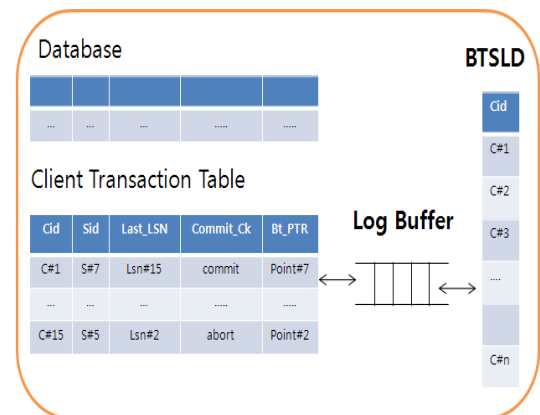 Database
... ... ... ..... .....
Client Transaction Table
Cid Sid Last_LSN Commit_Ck Bt_PTR
C#1 S#7 Lsn#15 commit Point#7
... ... ... ..... .....
C#15 S#5 Lsn#2 abort Point#2
Log Buffer
BTSLD
Cid
C#1
C#2
C#3
....
C#n